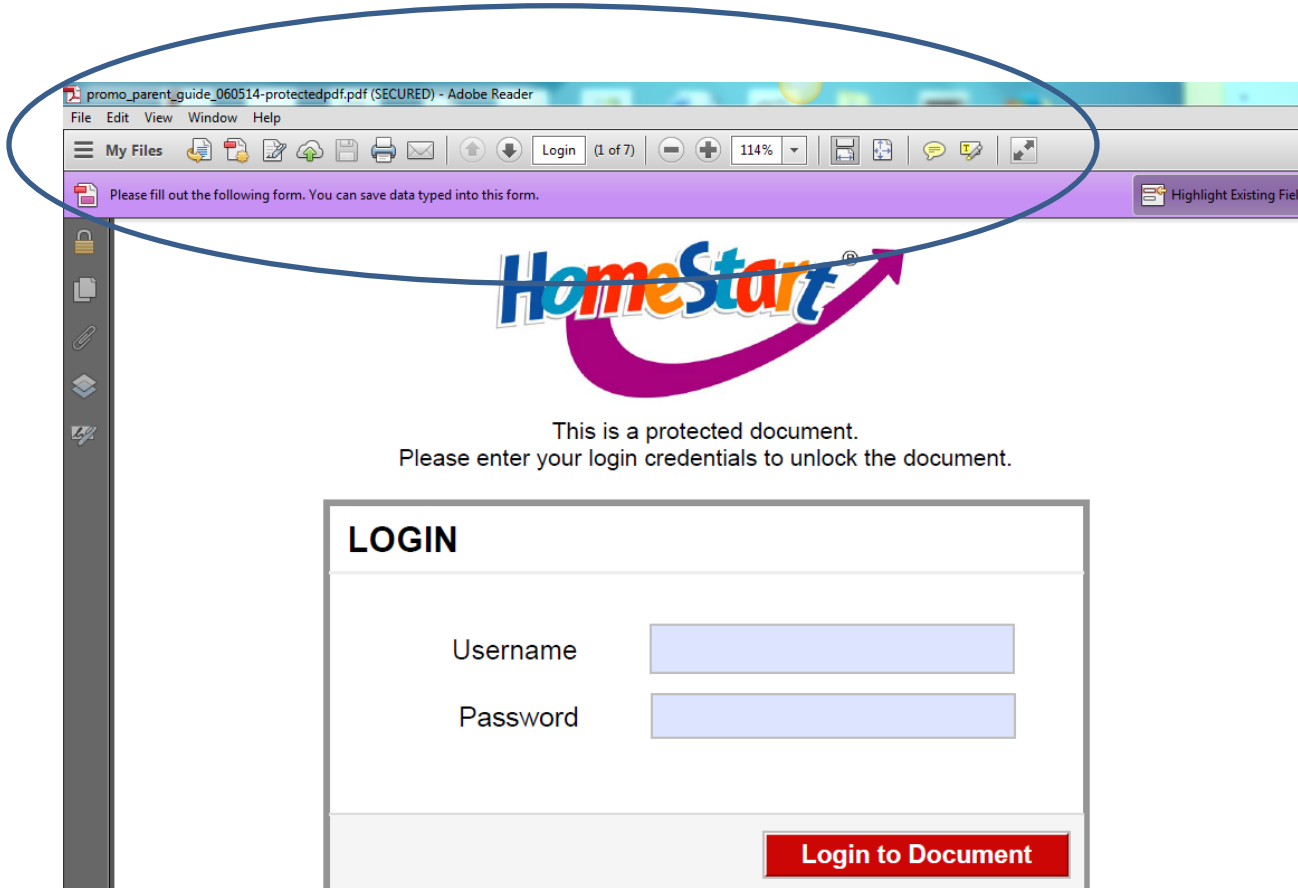 promo_parent_guide_060514-protectedpdf.pdf (SECURED) - Adobe Reader
File Edit View Window Help
My Files Login (1 of 7) 114%
Please fill out the following form. You can save data typed into this form. Highlight Existing Fiel
HomeStart®
This is a protected document.
Please enter your login credentials to unlock the document.
LOGIN
Username
Password
Login to Document